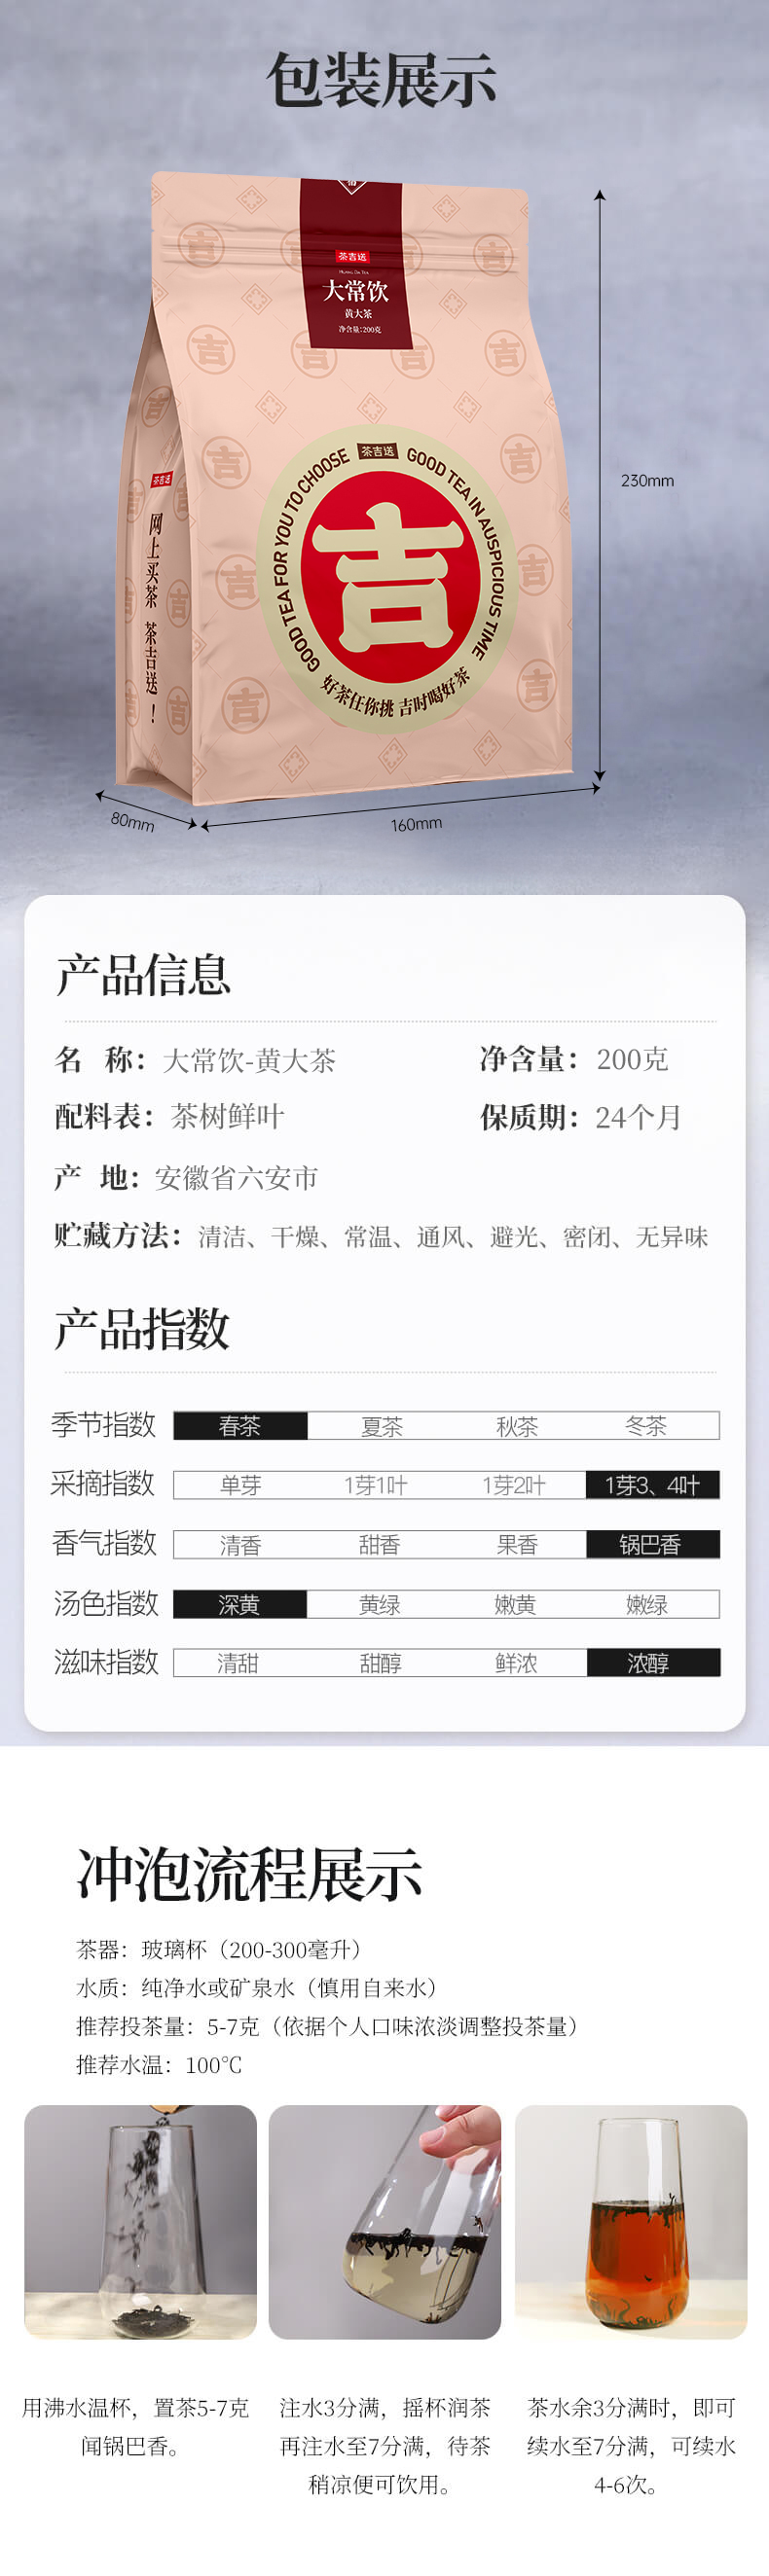 包装展示
茶吉送
Huang Da Tea
大常饮
黄大茶
净含量:200克
230mm
茶吉送
GOOD TEA FOR YOU TO CHOOSE
GOOD TEA IN AUSPICIOUS TIME
吉
好茶任你挑 吉时喝好茶
茶吉送
网上买茶 茶吉送！
80mm
160mm
产品信息
名 称：大常饮-黄大茶 净含量：200克
配料表：茶树鲜叶 保质期：24个月
产 地：安徽省六安市
贮藏方法：清洁、干燥、常温、通风、避光、密闭、无异味
产品指数
季节指数 春茶 夏茶 秋茶 冬茶
采摘指数 单芽 1芽1叶 1芽2叶 1芽3、4叶
香气指数 清香 甜香 果香 锅巴香
汤色指数 深黄 黄绿 嫩黄 嫩绿
滋味指数 清甜 甜醇 鲜浓 浓醇
冲泡流程展示
茶器：玻璃杯（200-300毫升）
水质：纯净水或矿泉水（慎用自来水）
推荐投茶量：5-7克（依据个人口味浓淡调整投茶量）
推荐水温：100℃
用沸水温杯，置茶5-7克
闻锅巴香。
注水3分满，摇杯润茶
再注水至7分满，待茶
稍凉便可饮用。
茶水余3分满时，即可
续水至7分满，可续水
4-6次。